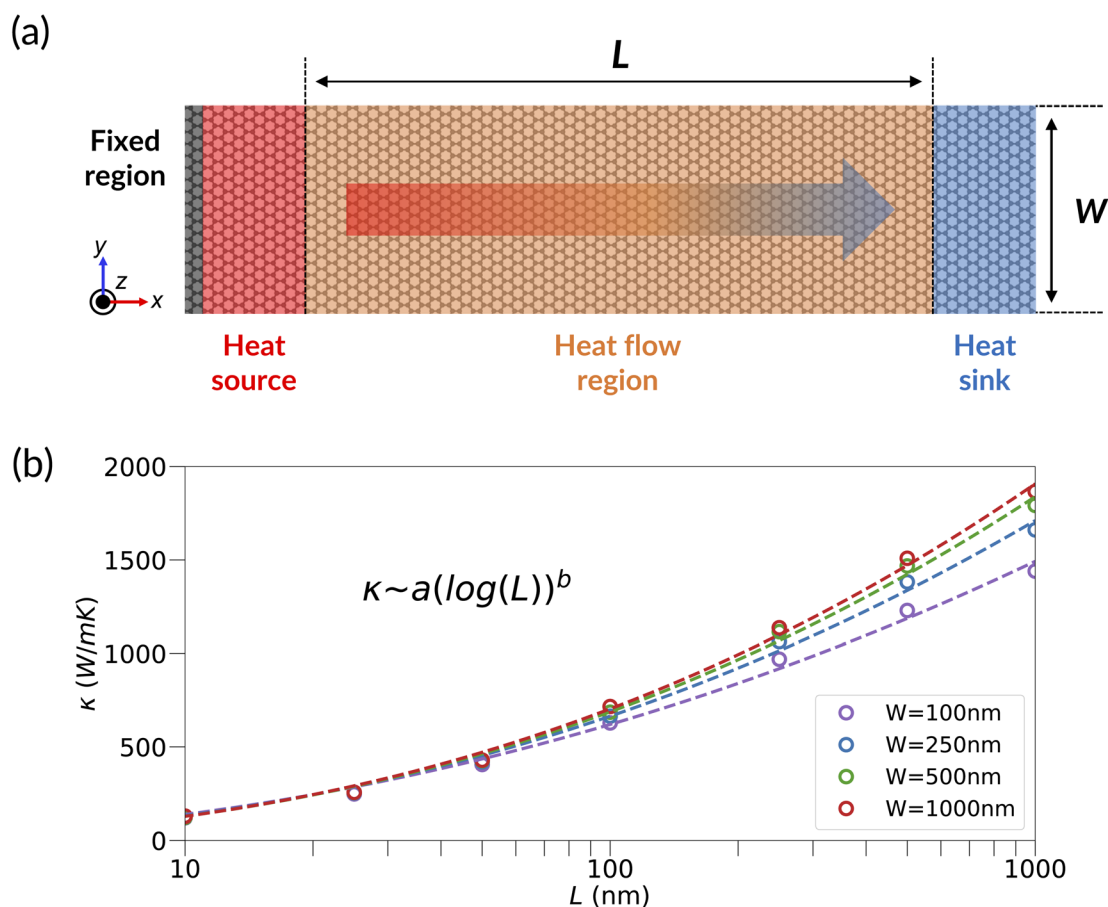 (a)
L
Fixed
region
W
y
z
x
Heat
source
Heat flow
region
Heat
sink
(b)
2000
1500
1000
500
0
κ (W/mK)
κ~a(log(L))^b
W=100nm
W=250nm
W=500nm
W=1000nm
10
100
1000
L (nm)